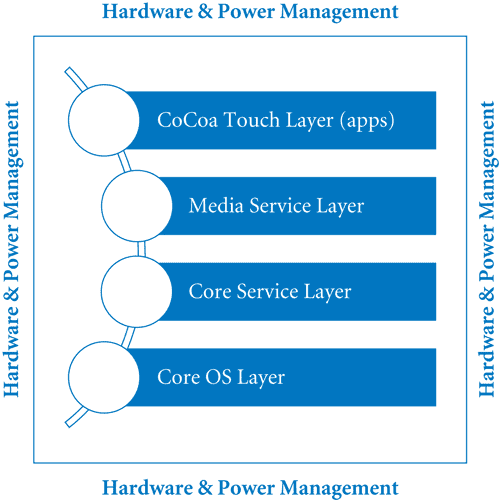 Hardware & Power Management
Hardware & Power Management
CoCoa Touch Layer (apps)
Media Service Layer
Core Service Layer
Core OS Layer
Hardware & Power Management
Hardware & Power Management